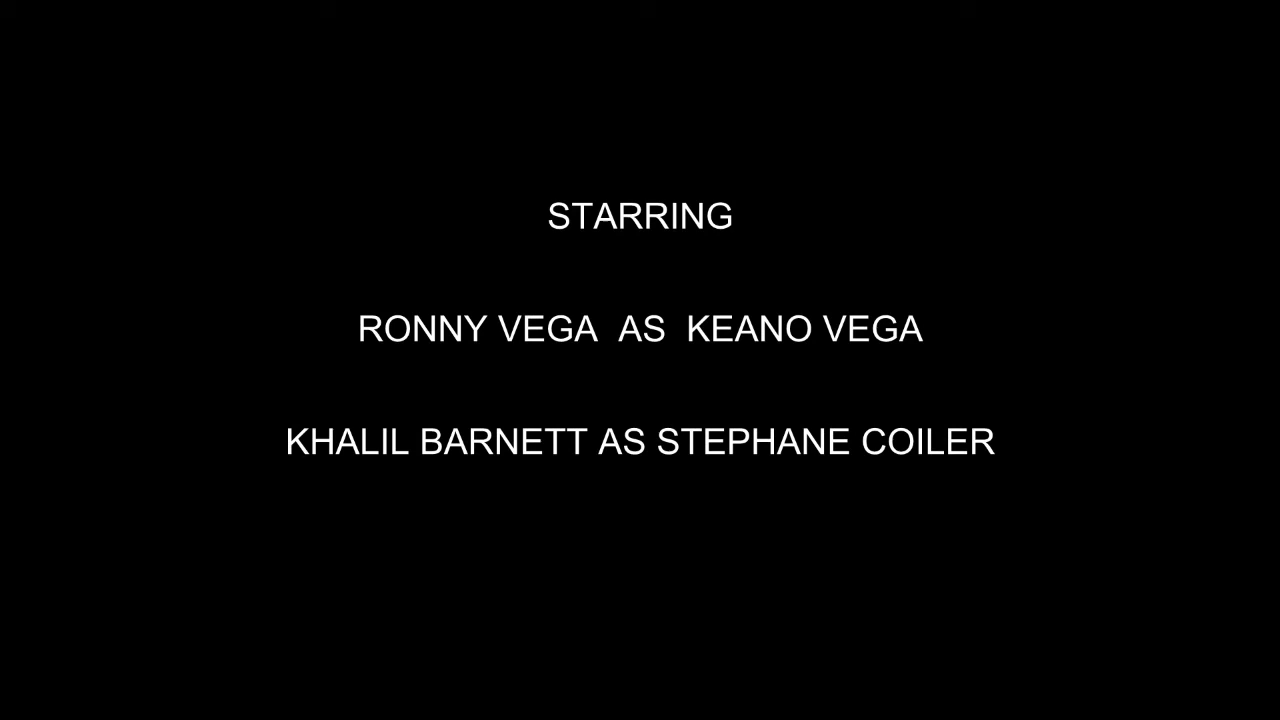 STARRING
RONNY VEGA  AS  KEANO VEGA
KHALIL BARNETT AS STEPHANE COILER